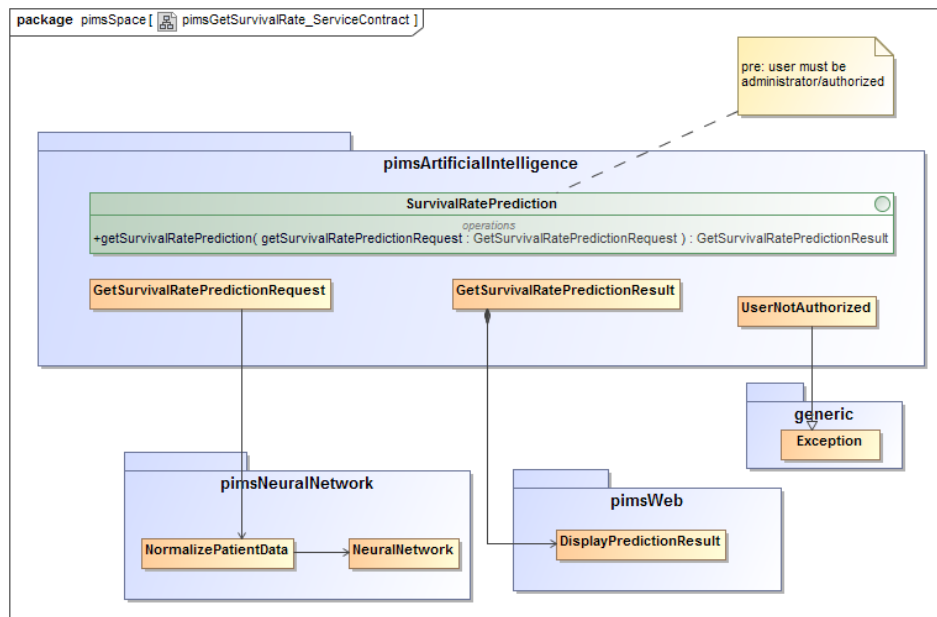 package pimsSpace [ pimsGetSurvivalRate_ServiceContract ]
pre: user must be
administrator/authorized
pimsArtificialIntelligence
SurvivalRatePrediction
operations
+getSurvivalRatePrediction( getSurvivalRatePredictionRequest : GetSurvivalRatePredictionRequest ) : GetSurvivalRatePredictionResult
GetSurvivalRatePredictionRequest
GetSurvivalRatePredictionResult
UserNotAuthorized
generic
Exception
pimsNeuralNetwork
pimsWeb
NormalizePatientData
NeuralNetwork
DisplayPredictionResult